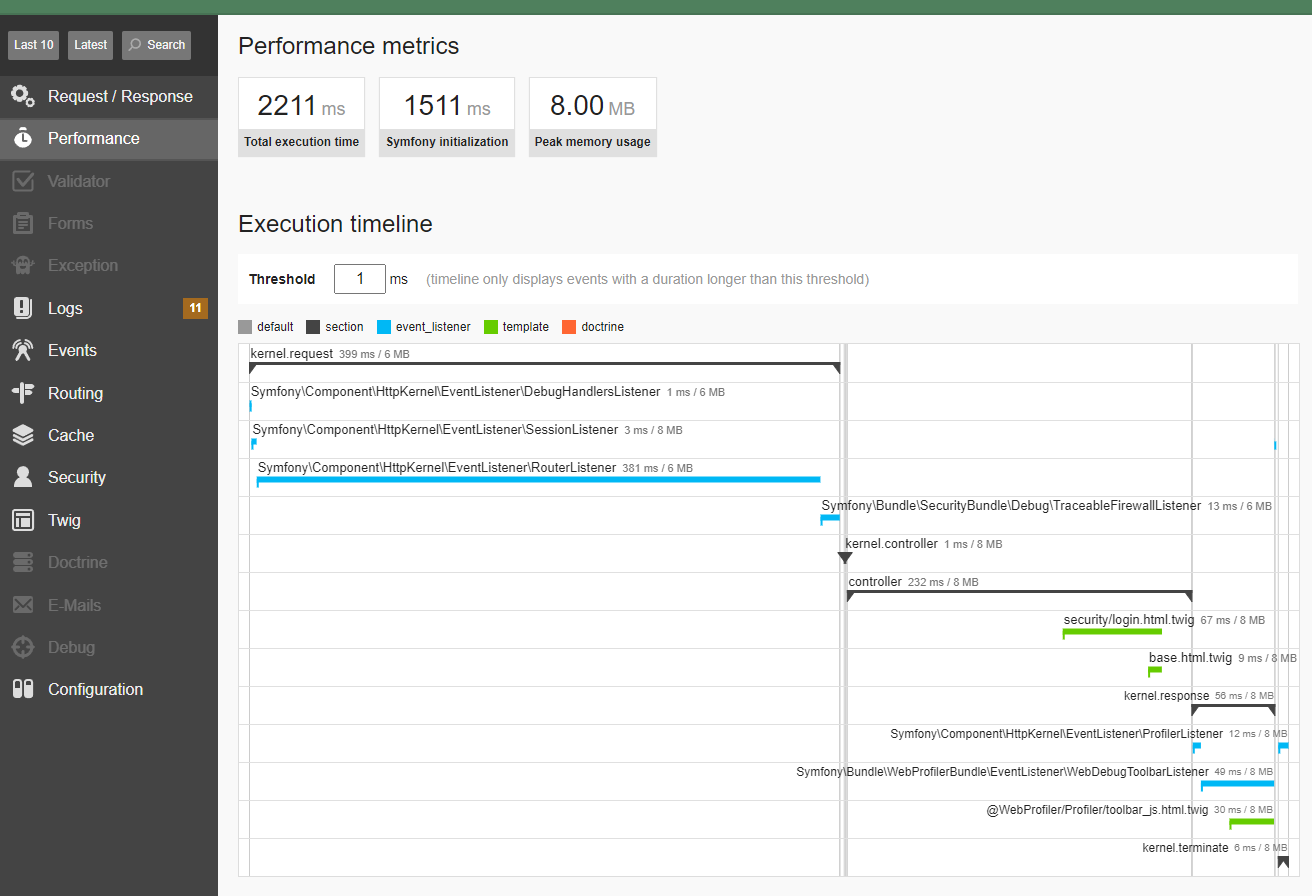 Last 10 Latest Search
Request / Response
Performance
Validator
Forms
Exception
Logs 11
Events
Routing
Cache
Security
Twig
Doctrine
E-Mails
Debug
Configuration
Performance metrics
2211 ms
Total execution time
1511 ms
Symfony initialization
8.00 MB
Peak memory usage
Execution timeline
Threshold 1 ms (timeline only displays events with a duration longer than this threshold)
default section event_listener template doctrine
kernel.request 399 ms / 6 MB
Symfony\Component\HttpKernel\EventListener\DebugHandlersListener 1 ms / 6 MB
Symfony\Component\HttpKernel\EventListener\SessionListener 3 ms / 8 MB
Symfony\Component\HttpKernel\EventListener\RouterListener 381 ms / 6 MB
Symfony\Bundle\SecurityBundle\Debug\TraceableFirewallListener 13 ms / 6 MB
kernel.controller 1 ms / 8 MB
controller 232 ms / 8 MB
security/login.html.twig 67 ms / 8 MB
base.html.twig 9 ms / 8 MB
kernel.response 56 ms / 8 MB
Symfony\Component\HttpKernel\EventListener\ProfilerListener 12 ms / 8 MB
Symfony\Bundle\WebProfilerBundle\EventListener\WebDebugToolbarListener 49 ms / 8 MB
@WebProfiler/Profiler/toolbar_js.html.twig 30 ms / 8 MB
kernel.terminate 6 ms / 8 MB